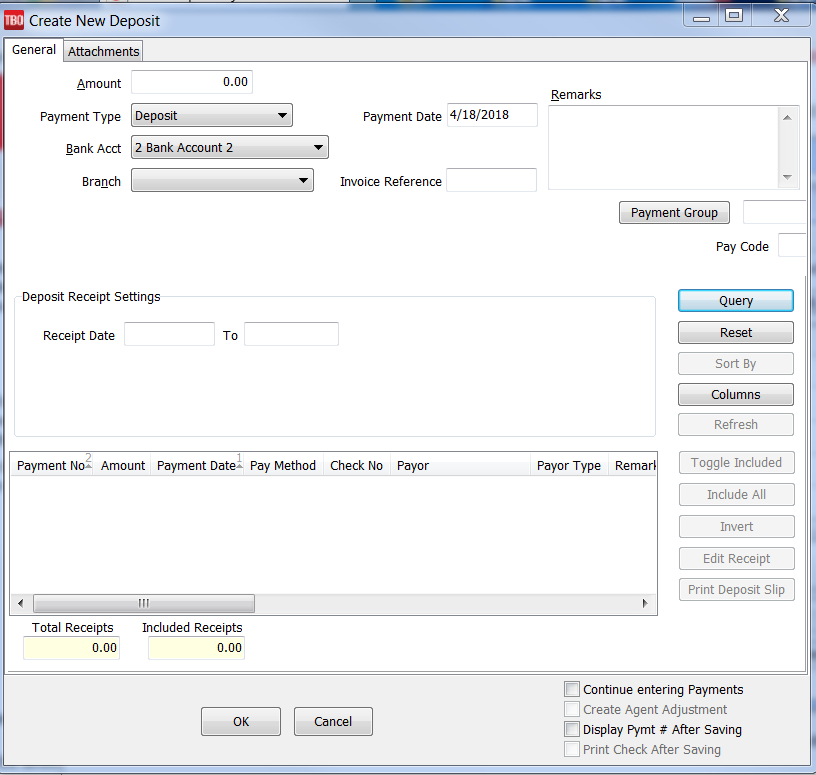 TBO Create New Deposit
General Attachments
Amount 0.00
Remarks
Payment Type Deposit Payment Date 4/18/2018
Bank Acct 2 Bank Account 2
Branch Invoice Reference
Payment Group
Pay Code
Deposit Receipt Settings
Query
Receipt Date To
Reset
Sort By
Columns
Refresh
Payment No 2 Amount Payment Date 1 Pay Method Check No Payor Payor Type Remark
Toggle Included
Include All
Invert
Edit Receipt
Print Deposit Slip
Total Receipts Included Receipts
0.00 0.00
Continue entering Payments
Create Agent Adjustment
OK Cancel
Display Pymt # After Saving
Print Check After Saving